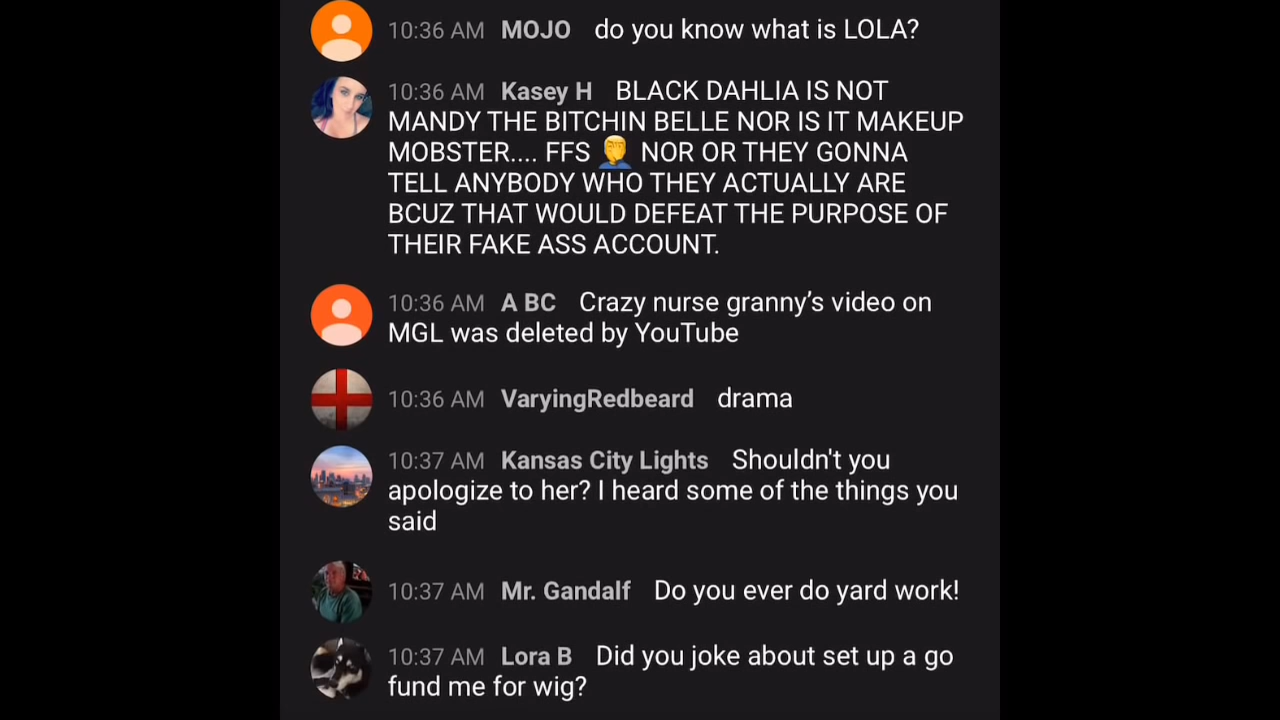 10:36 AM MOJO do you know what is LOLA?
10:36 AM Kasey H BLACK DAHLIA IS NOT
MANDY THE BITCHIN BELLE NOR IS IT MAKEUP
MOBSTER.... FFS 🤦 NOR OR THEY GONNA
TELL ANYBODY WHO THEY ACTUALLY ARE
BCUZ THAT WOULD DEFEAT THE PURPOSE OF
THEIR FAKE ASS ACCOUNT.
10:36 AM A BC Crazy nurse granny’s video on
MGL was deleted by YouTube
10:36 AM VaryingRedbeard drama
10:37 AM Kansas City Lights Shouldn't you
apologize to her? I heard some of the things you
said
10:37 AM Mr. Gandalf Do you ever do yard work!
10:37 AM Lora B Did you joke about set up a go
fund me for wig?